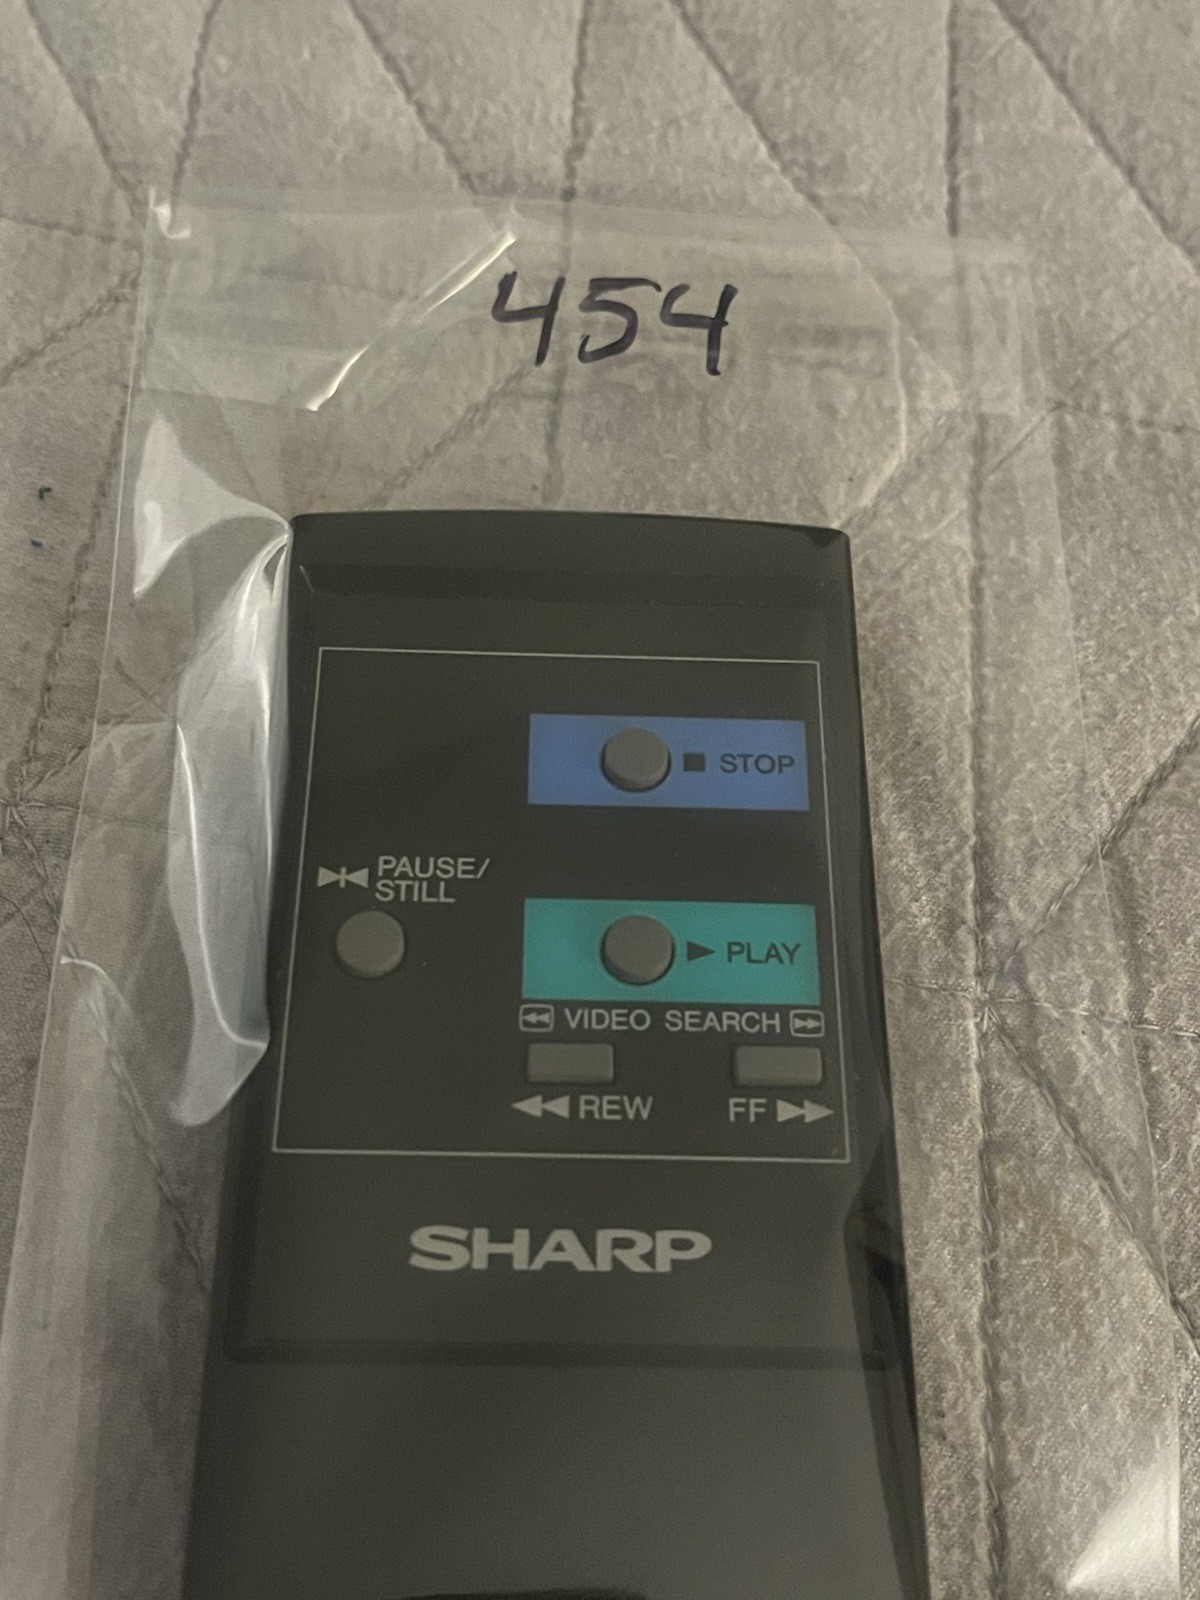 454
■ STOP
PAUSE/
STILL
▶ PLAY
◀◀ VIDEO SEARCH ▶▶
◀◀ REW
FF ▶▶
SHARP